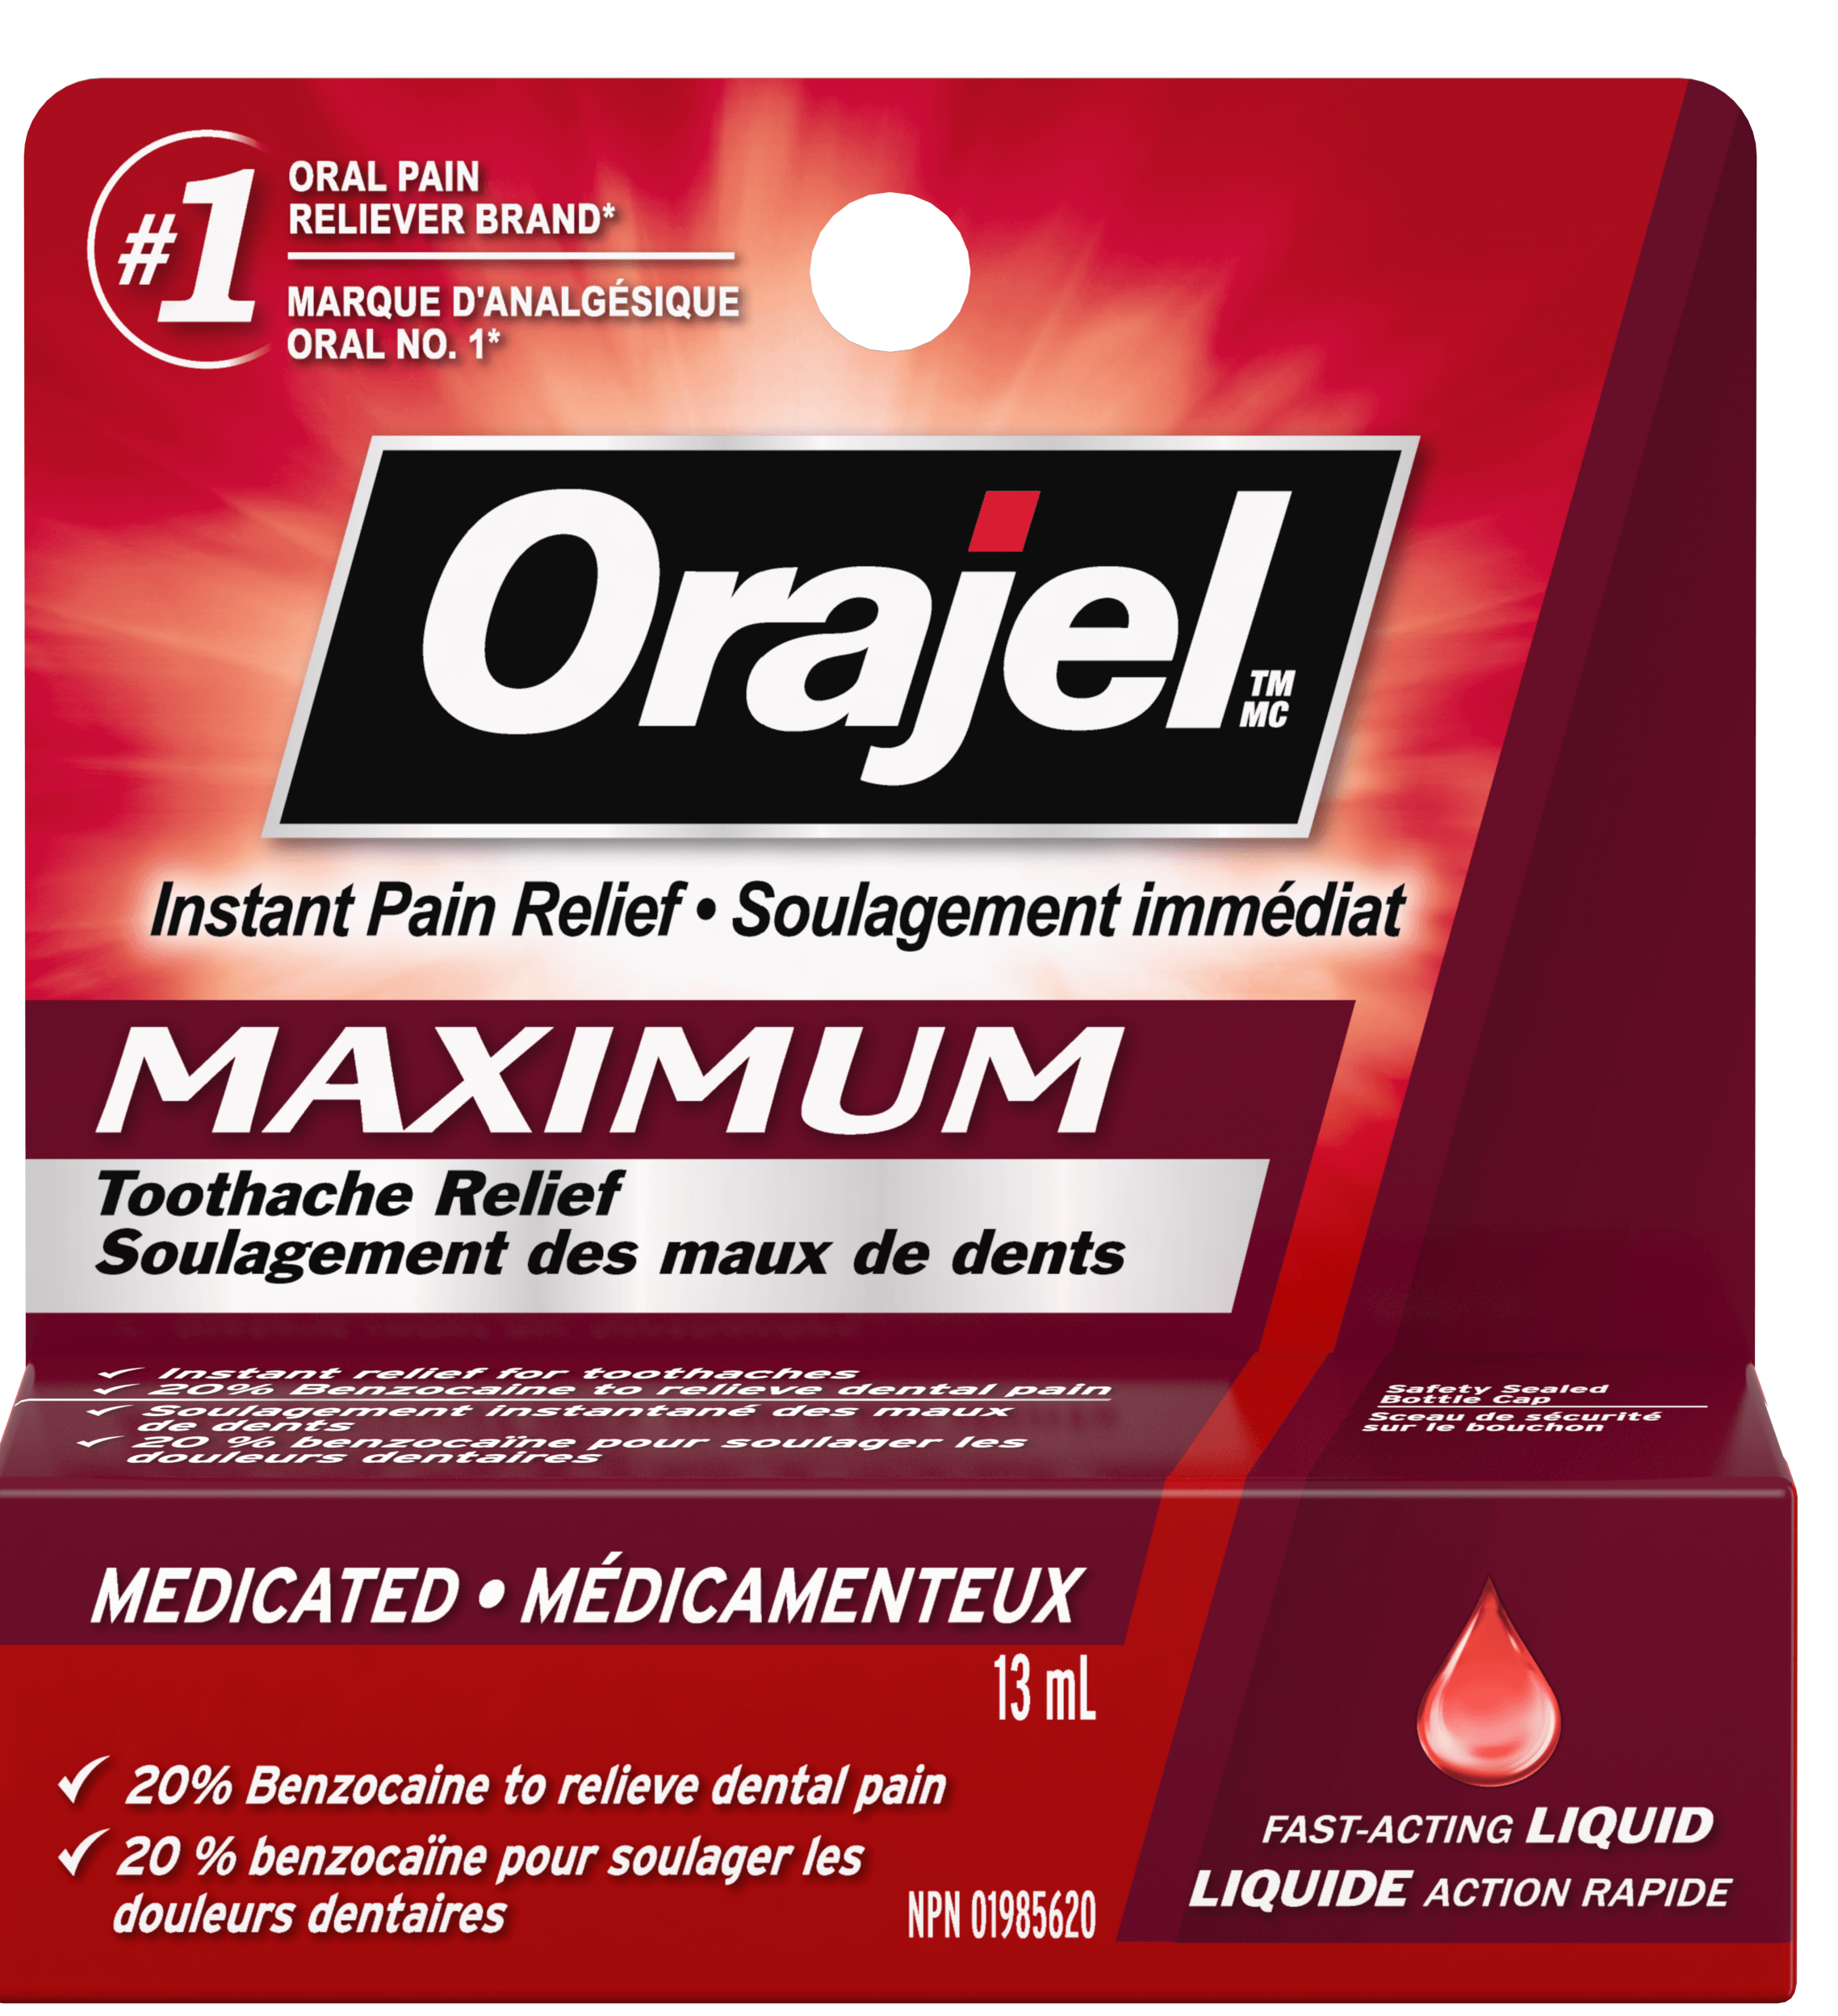 #1
ORAL PAIN
RELIEVER BRAND*
MARQUE D'ANALGÉSIQUE
ORAL NO. 1*
Orajel TM
MC
Instant Pain Relief • Soulagement immédiat
MAXIMUM
Toothache Relief
Soulagement des maux de dents
✓ Instant relief for toothaches
✓ 20% Benzocaine to relieve dental pain
✓ Soulagement instantané des maux
de dents
✓ 20 % benzocaïne pour soulager les
douleurs dentaires
Safety Sealed
Bottle Cap
Sceau de sécurité
sur le bouchon
MEDICATED • MÉDICAMENTEUX
13 mL
✓ 20% Benzocaine to relieve dental pain
✓ 20 % benzocaïne pour soulager les
douleurs dentaires
NPN 01985620
FAST-ACTING LIQUID
LIQUIDE ACTION RAPIDE